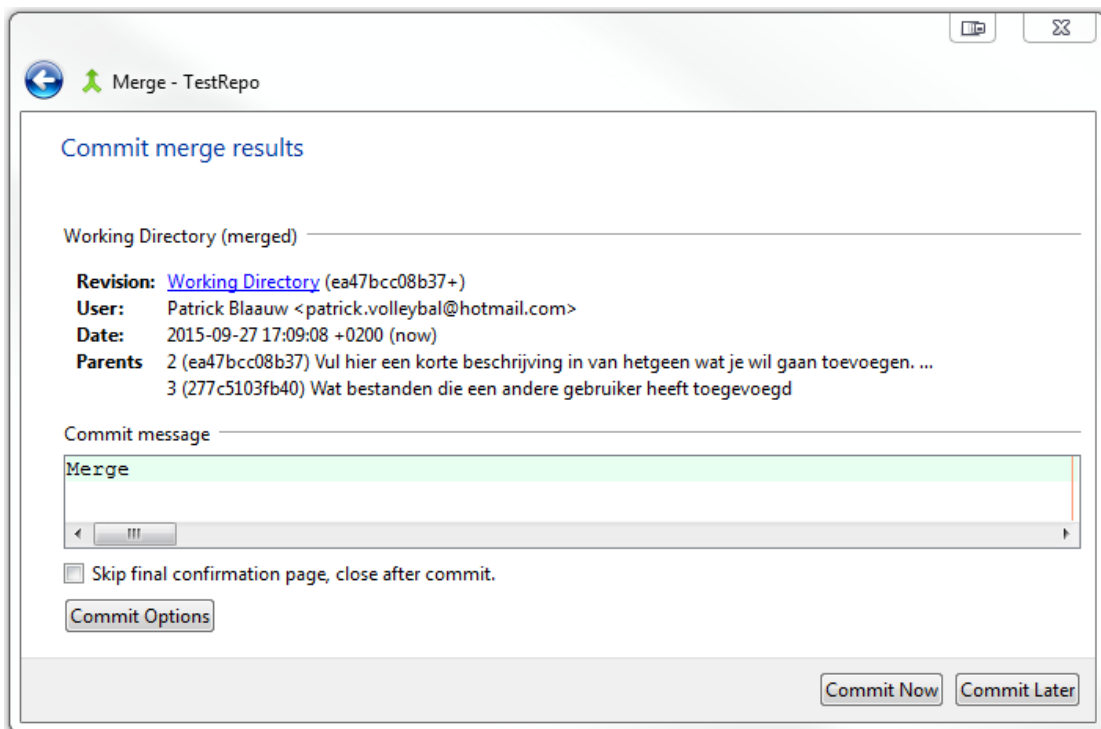 Merge - TestRepo
Commit merge results
Working Directory (merged)
Revision: Working Directory (ea47bcc08b37+)
User: Patrick Blaauw <patrick.volleybal@hotmail.com>
Date: 2015-09-27 17:09:08 +0200 (now)
Parents 2 (ea47bcc08b37) Vul hier een korte beschrijving in van hetgeen wat je wil gaan toevoegen. ...
3 (277c5103fb40) Wat bestanden die een andere gebruiker heeft toegevoegd
Commit message
Merge
Skip final confirmation page, close after commit.
Commit Options
Commit Now Commit Later